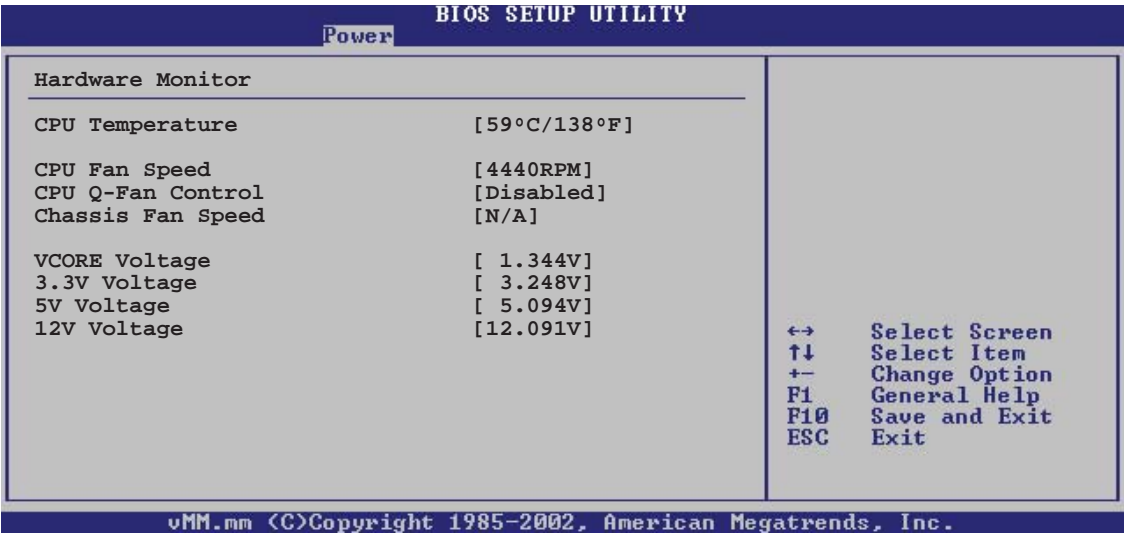 BIOS SETUP UTILITY
Power
Hardware Monitor
CPU Temperature [59ºC/138ºF]
CPU Fan Speed [4440RPM]
CPU Q-Fan Control [Disabled]
Chassis Fan Speed [N/A]
VCORE Voltage [ 1.344V]
3.3V Voltage [ 3.248V]
5V Voltage [ 5.094V]
12V Voltage [12.091V]
←→ Select Screen
↑↓ Select Item
+- Change Option
F1 General Help
F10 Save and Exit
ESC Exit
vMM.mm (C)Copyright 1985-2002, American Megatrends, Inc.